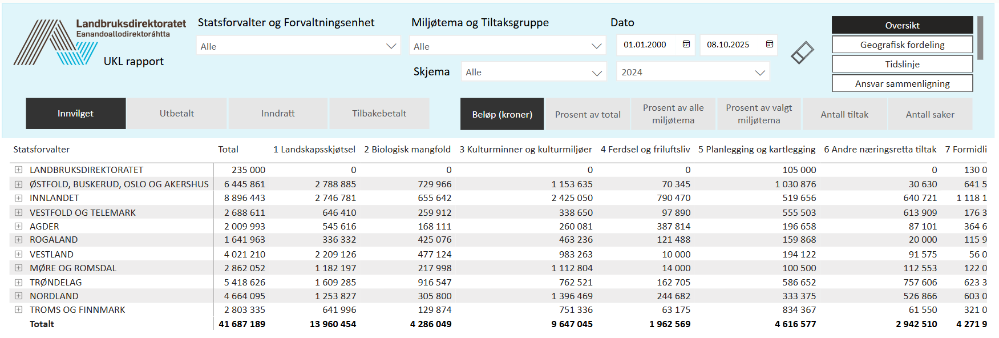 Landbruksdirektoratet
Eanandoallodirektoráhtta
UKL rapport
Statsforvalter og Forvaltningsenhet
Alle
Miljøtema og Tiltaksgruppe
Alle
Skjema
Alle
Dato
01.01.2000
08.10.2025
2024
Oversikt
Geografisk fordeling
Tidslinje
Ansvar sammenligning
Innvilget
Utbetalt
Inndratt
Tilbakebetalt
Beløp (kroner)
Prosent av total
Prosent av alle
miljøtema
Prosent av valgt
miljøtema
Antall tiltak
Antall saker
Statsforvalter Total 1 Landskapsskjøtsel 2 Biologisk mangfold 3 Kulturminner og kulturmiljøer 4 Ferdsel og friluftsliv 5 Planlegging og kartlegging 6 Andre næringsretta tiltak 7 Formidli
LANDBRUKSDIREKTORATET 235 000 0 0 0 0 105 000 0 130 0
ØSTFOLD, BUSKERUD, OSLO OG AKERSHUS 6 445 861 2 788 885 729 966 1 153 635 70 345 1 030 876 30 630 641 5
INNLANDET 8 896 443 2 746 781 655 642 2 425 050 790 470 519 656 640 721 1 118 1
VESTFOLD OG TELEMARK 2 688 611 646 410 259 912 338 650 97 890 555 503 613 909 176 3
AGDER 2 009 993 545 616 168 111 260 081 387 814 196 658 87 101 364 6
ROGALAND 1 641 963 336 332 425 076 463 236 121 488 159 868 20 000 115 9
VESTLAND 4 021 210 2 209 126 477 124 983 263 10 000 194 122 91 575 56 0
MØRE OG ROMSDAL 2 862 052 1 182 197 217 998 1 112 804 14 000 100 500 112 553 122 0
TRØNDELAG 5 418 626 1 609 285 916 547 762 521 162 705 586 652 757 606 623 3
NORDLAND 4 664 095 1 253 827 305 800 1 396 469 244 682 333 375 526 866 603 0
TROMS OG FINNMARK 2 803 335 641 996 129 874 751 336 63 175 834 367 61 550 321 0
Totalt 41 687 189 13 960 454 4 286 049 9 647 045 1 962 569 4 616 577 2 942 510 4 271 9